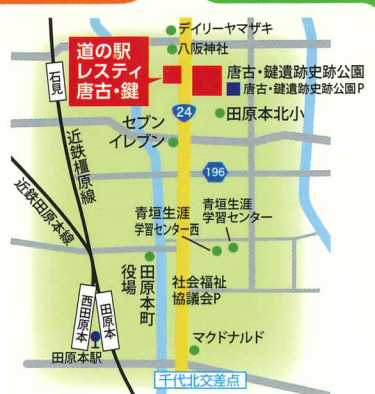 デイリーヤマザキ
八阪神社
道の駅
レスティ
唐古・鍵
唐古・鍵遺跡史跡公園
唐古・鍵遺跡史跡公園P
石見
24
田原本北小
セブン
イレブン
近鉄橿原線
196
近鉄田原本線
青垣生涯
学習センター西
青垣生涯
学習センター
田原本町
役場
社会福祉
協議会P
西田原本
田原本
田原本駅
マクドナルド
千代北交差点